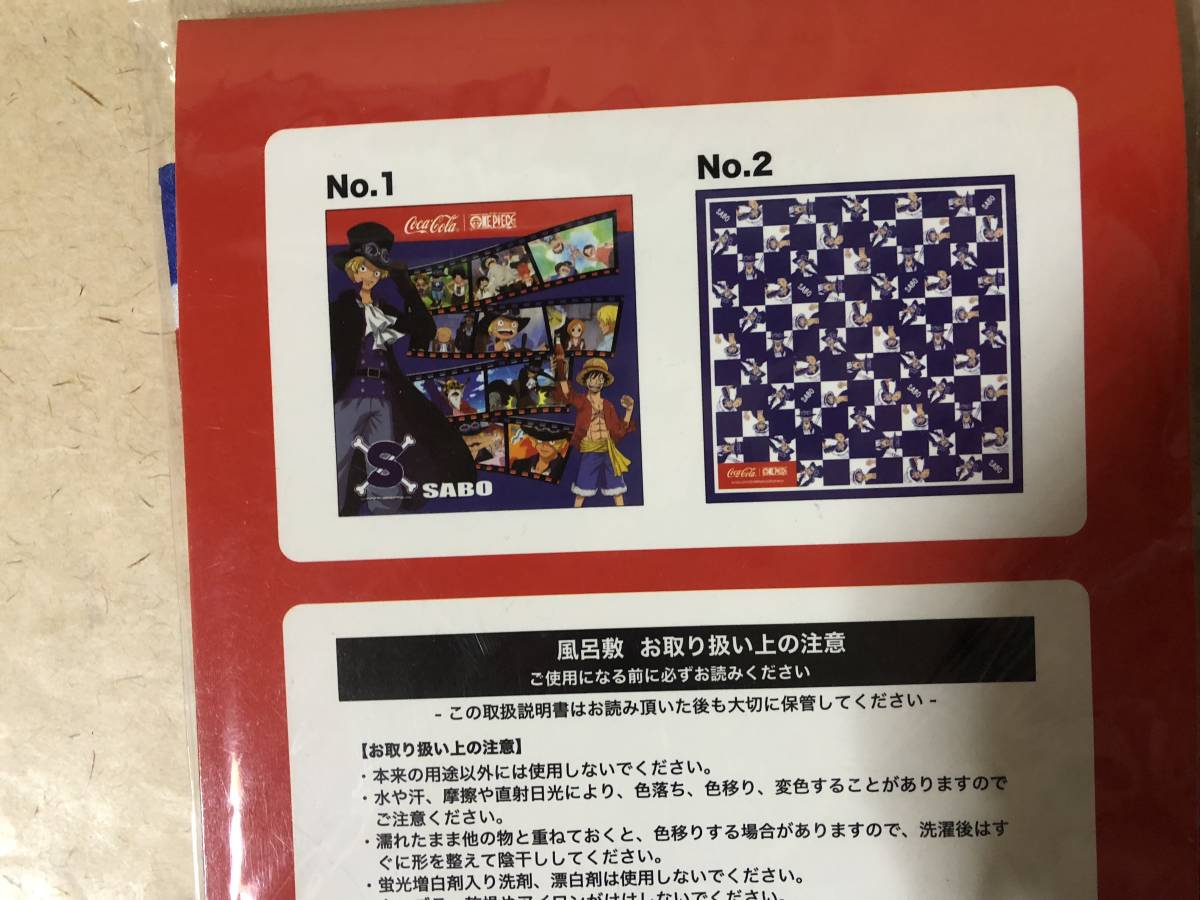 No.1
No.2
Coca-Cola ONE PIECE
S
SABO
SABO
SABO
SABO
SABO
SABO
SABO
SABO
SABO
Coca-Cola ONE PIECE
風呂敷 お取り扱い上の注意
ご使用になる前に必ずお読みください
- この取扱説明書はお読み頂いた後も大切に保管してください -
【お取り扱い上の注意】
・本来の用途以外には使用しないでください。
・水や汗、摩擦や直射日光により、色落ち、色移り、変色することがありますので
ご注意ください。
・濡れたまま他の物と重ねておくと、色移りする場合がありますので、洗濯後はす
ぐに形を整えて陰干ししてください。
・蛍光増白剤入り洗剤、漂白剤は使用しないでください。